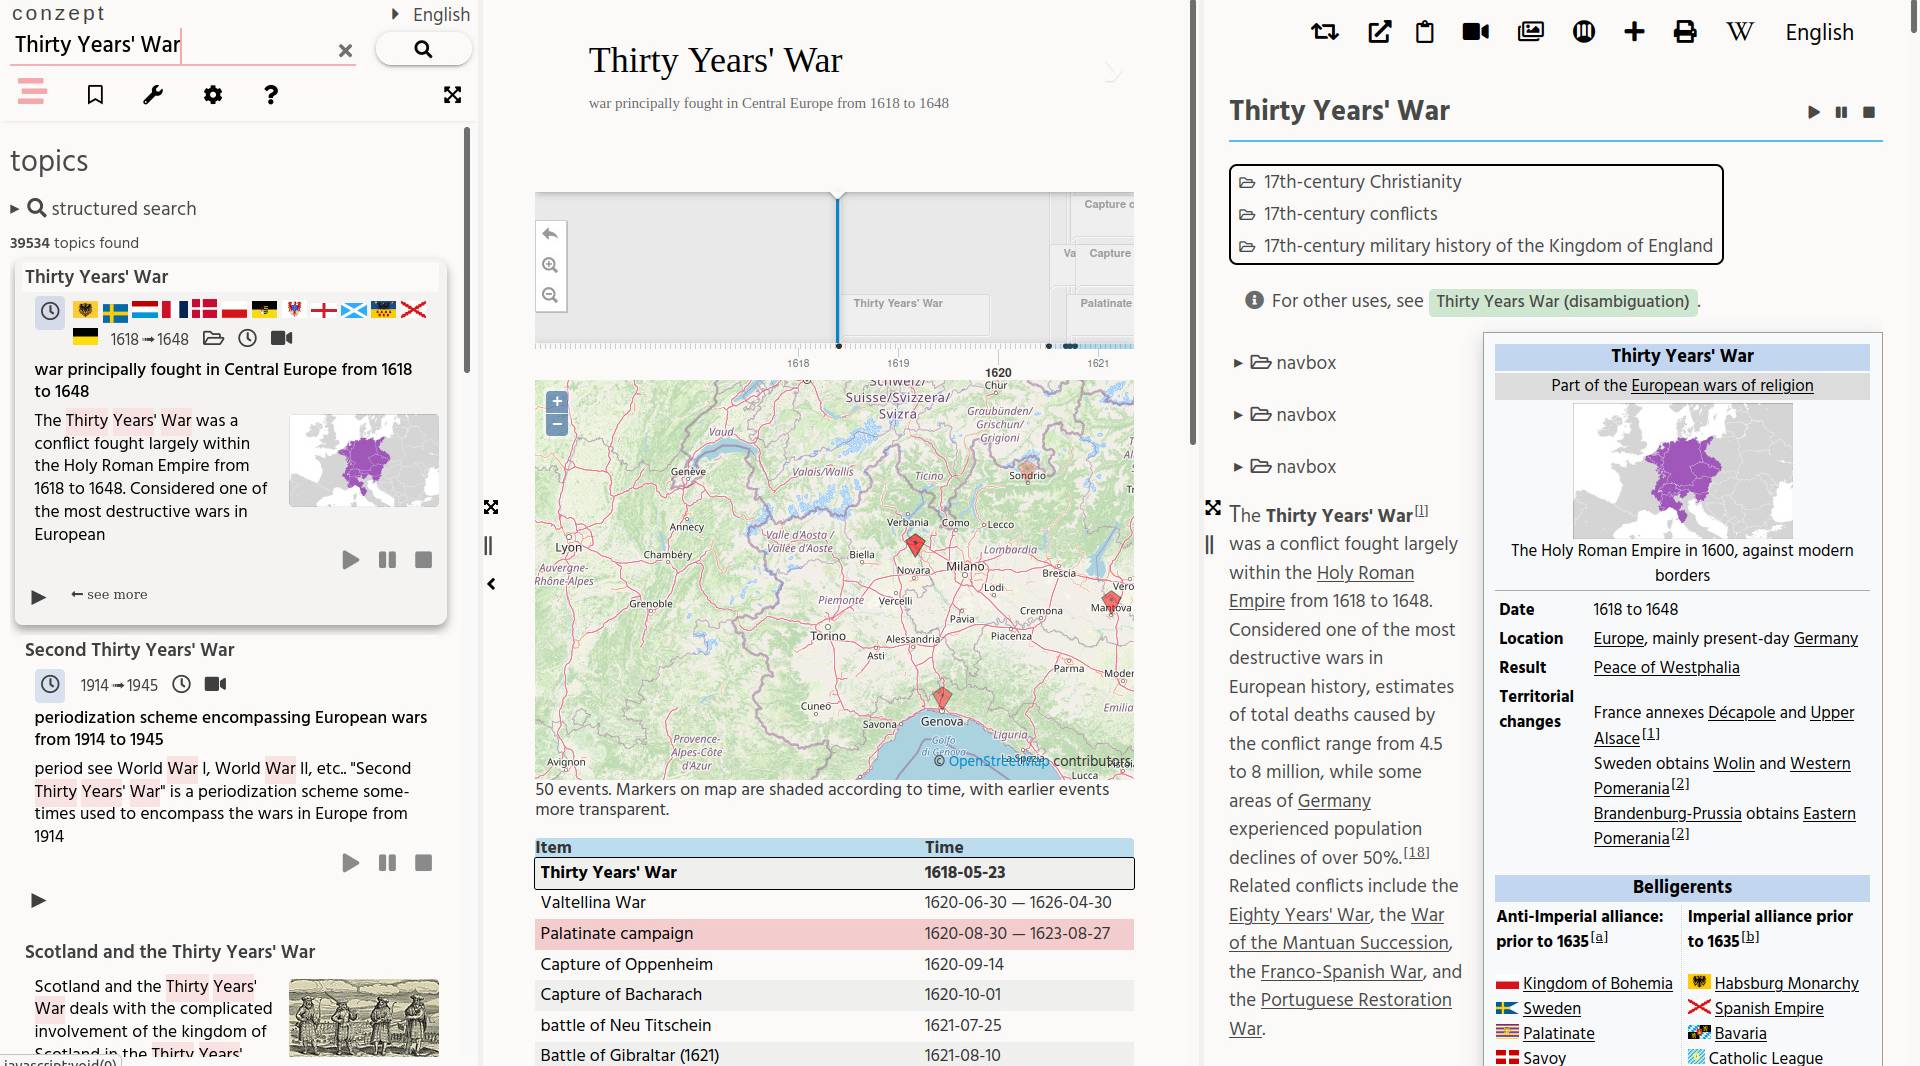 conzept
English
Thirty Years' War
topics
structured search
39534 topics found
Thirty Years' War
1618 ➟ 1648
war principally fought in Central Europe from 1618
to 1648
The Thirty Years' War was a
conflict fought largely within
the Holy Roman Empire from
1618 to 1648. Considered one of
the most destructive wars in
European
← see more
Second Thirty Years' War
1914 ➟ 1945
periodization scheme encompassing European wars
from 1914 to 1945
period see World War I, World War II, etc.. "Second
Thirty Years' War" is a periodization scheme some-
times used to encompass the wars in Europe from
1914
Scotland and the Thirty Years' War
Scotland and the Thirty Years'
War deals with the complicated
involvement of the kingdom of
Scotland in the Thirty Years'
javascript:void(0)
Thirty Years' War
war principally fought in Central Europe from 1618 to 1648
Capture o
Va
Capture
Thirty Years' War
Palatinate
1618
1619
1620
1621
+
−
Schweiz/
Suisse/Svizzera/
Svizra
Chur
Graubünden/
Grischun/
Grigioni
Vaud
Genève
Valais/Wallis
Ticino
Sondrio
Tr
Annecy
Verbania
Como
Lecco
Lyon
Chambéry
Valle d'Aosta /
Vallée d'Aoste
Biella
Lombardia
Auvergne-
Rhône-Alpes
Novara
Milano
Brescia
Vero
Grenoble
Piemonte
Vercelli
Lodi
Cremona
Mantova
Pavia
Torino
Alessandria
Piacenza
Asti
Parma
Moder
Cuneo
Genova
Savona
Emilia
Provence-
Alpes-Côte
d'Azur
Golfo
di Genova
Liguria
La Spezia
Avignon
Lucca
Pistoi
© OpenStreetMap contributors.
50 events. Markers on map are shaded according to time, with earlier events
more transparent.
Item Time
Thirty Years' War 1618-05-23
Valtellina War 1620-06-30 — 1626-04-30
Palatinate campaign 1620-08-30 — 1623-08-27
Capture of Oppenheim 1620-09-14
Capture of Bacharach 1620-10-01
battle of Neu Titschein 1621-07-25
Battle of Gibraltar (1621) 1621-08-10
W English
Thirty Years' War
17th-century Christianity
17th-century conflicts
17th-century military history of the Kingdom of England
For other uses, see Thirty Years War (disambiguation) .
navbox
navbox
navbox
The Thirty Years' War[1]
was a conflict fought largely
within the Holy Roman
Empire from 1618 to 1648.
Considered one of the most
destructive wars in
European history, estimates
of total deaths caused by
the conflict range from 4.5
to 8 million, while some
areas of Germany
experienced population
declines of over 50%.[18]
Related conflicts include the
Eighty Years' War, the War
of the Mantuan Succession,
the Franco-Spanish War, and
the Portuguese Restoration
War.
Thirty Years' War
Part of the European wars of religion
The Holy Roman Empire in 1600, against modern
borders
Date 1618 to 1648
Location Europe, mainly present-day Germany
Result Peace of Westphalia
Territorial
changes
France annexes Décapole and Upper
Alsace[1]
Sweden obtains Wolin and Western
Pomerania[2]
Brandenburg-Prussia obtains Eastern
Pomerania[2]
Belligerents
Anti-Imperial alliance:
prior to 1635[a]
Kingdom of Bohemia
Sweden
Palatinate
Savoy
Imperial alliance prior
to 1635[b]
Habsburg Monarchy
Spanish Empire
Bavaria
Catholic League